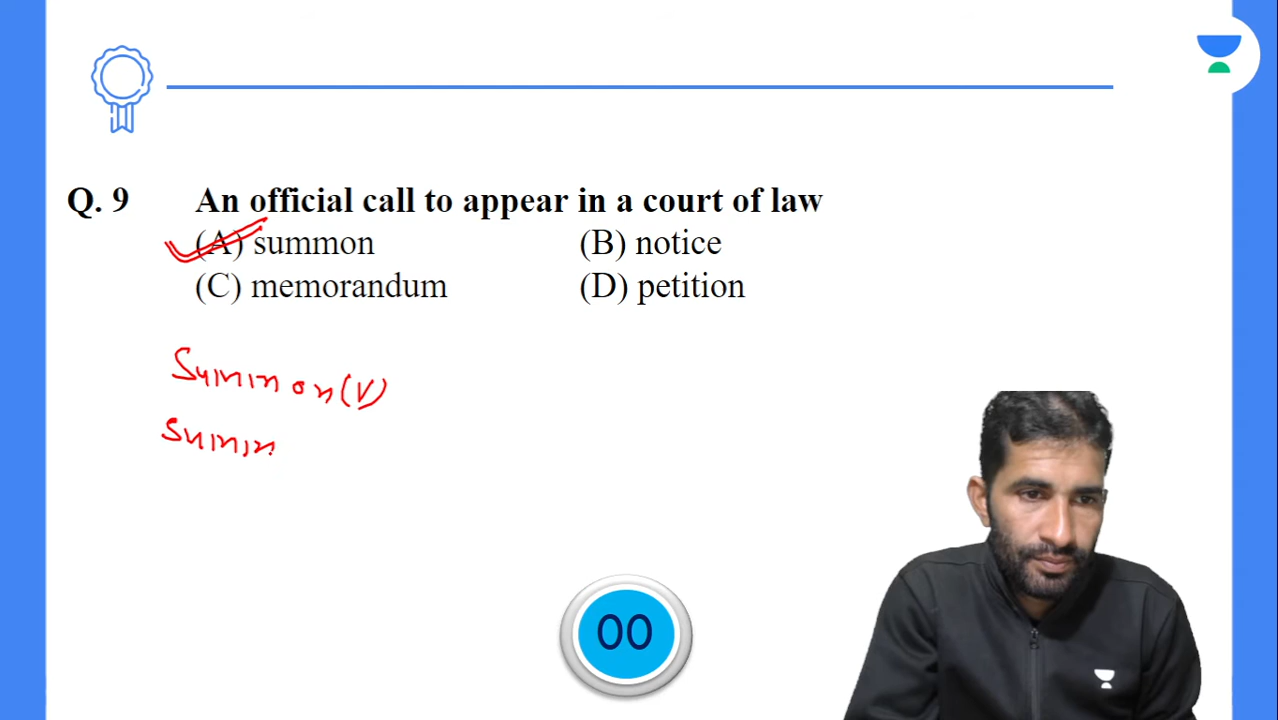 Q. 9 An official call to appear in a court of law
(A) summon (B) notice
(C) memorandum (D) petition
Summon (V)
Summ
00